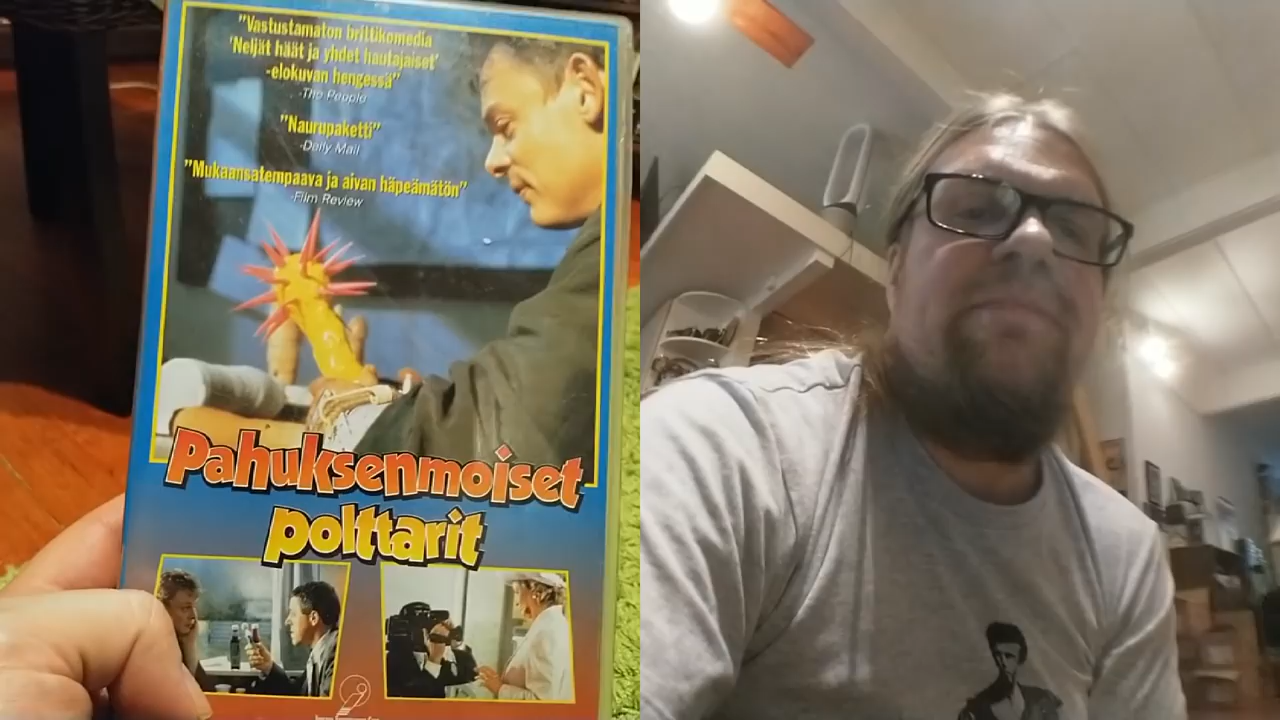 "Vastustamaton brittikomedia
'Neljät häät ja yhdet hautajaiset'
-elokuvan hengessä"
-The People
"Naurupaketti"
-Daily Mail
"Mukaansatempaava ja aivan häpeämätön"
-Film Review
Pahuksenmoiset
polttarit